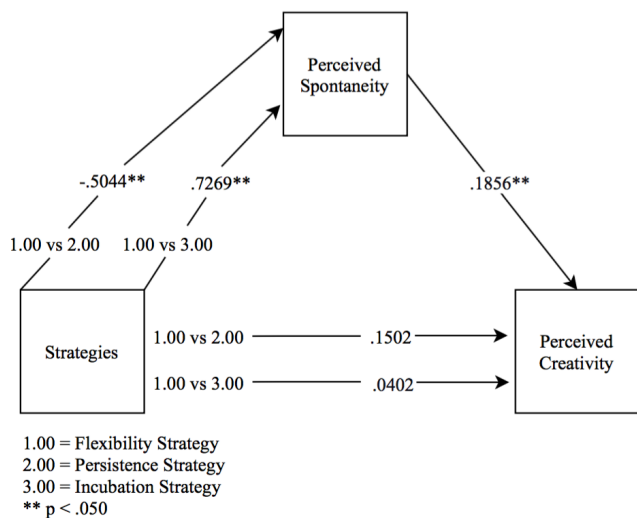 Perceived
Spontaneity
-.5044**
.7269**
.1856**
1.00 vs 2.00
1.00 vs 3.00
Strategies
1.00 vs 2.00
.1502
1.00 vs 3.00
.0402
Perceived
Creativity
1.00 = Flexibility Strategy
2.00 = Persistence Strategy
3.00 = Incubation Strategy
** p < .050